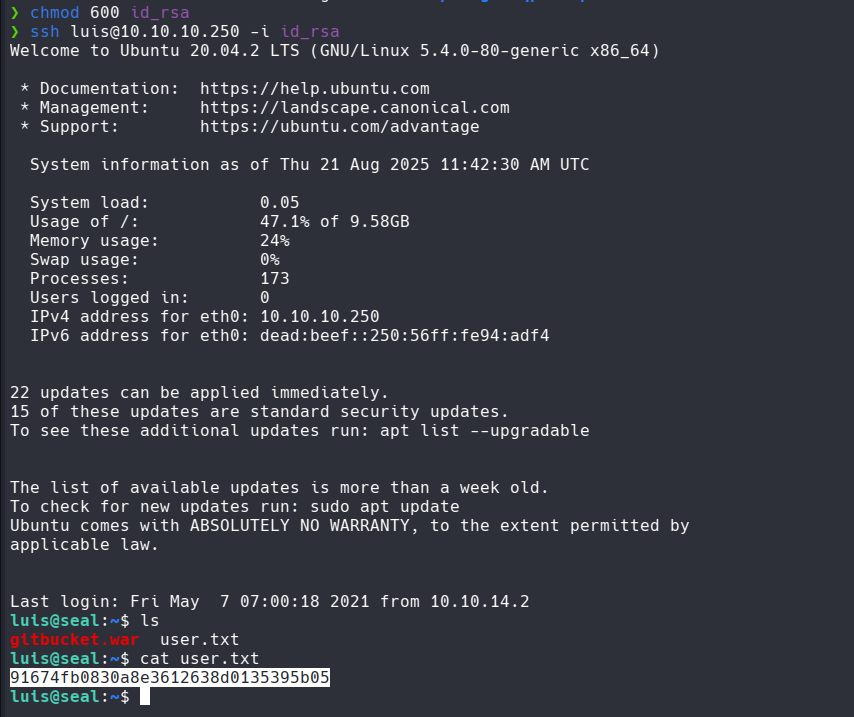 ❯ chmod 600 id_rsa
❯ ssh luis@10.10.10.250 -i id_rsa
Welcome to Ubuntu 20.04.2 LTS (GNU/Linux 5.4.0-80-generic x86_64)
* Documentation:  https://help.ubuntu.com
* Management:     https://landscape.canonical.com
* Support:        https://ubuntu.com/advantage
System information as of Thu 21 Aug 2025 11:42:30 AM UTC
System load:           0.05
Usage of /:            47.1% of 9.58GB
Memory usage:          24%
Swap usage:            0%
Processes:             173
Users logged in:       0
IPv4 address for eth0: 10.10.10.250
IPv6 address for eth0: dead:beef::250:56ff:fe94:adf4
22 updates can be applied immediately.
15 of these updates are standard security updates.
To see these additional updates run: apt list --upgradable
The list of available updates is more than a week old.
To check for new updates run: sudo apt update
Ubuntu comes with ABSOLUTELY NO WARRANTY, to the extent permitted by
applicable law.
Last login: Fri May  7 07:00:18 2021 from 10.10.14.2
luis@seal:~$ ls
gitbucket.war  user.txt
luis@seal:~$ cat user.txt
91674fb0830a8e3612638d0135395b05
luis@seal:~$